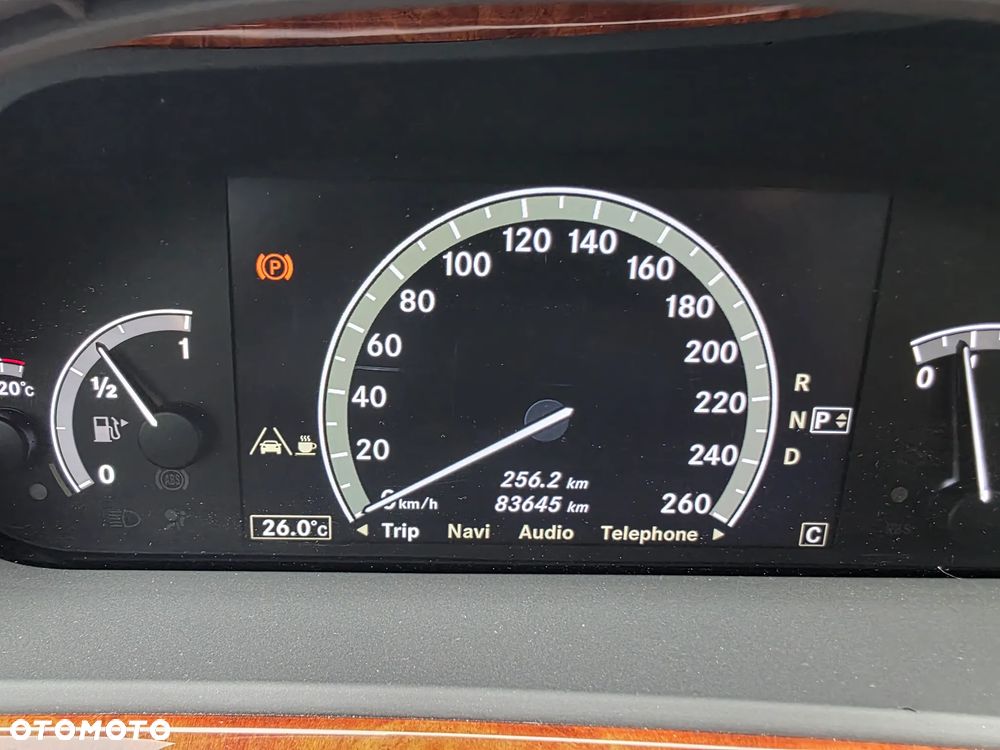 120 140
100 160
80 180
60 200
40 220
20 240
0 km/h 260
256.2 km
83645 km
Trip Navi Audio Telephone
26.0°C
C
R
N P
D
P
1
1/2
0
20°C
0
ABS
OTOMOTO